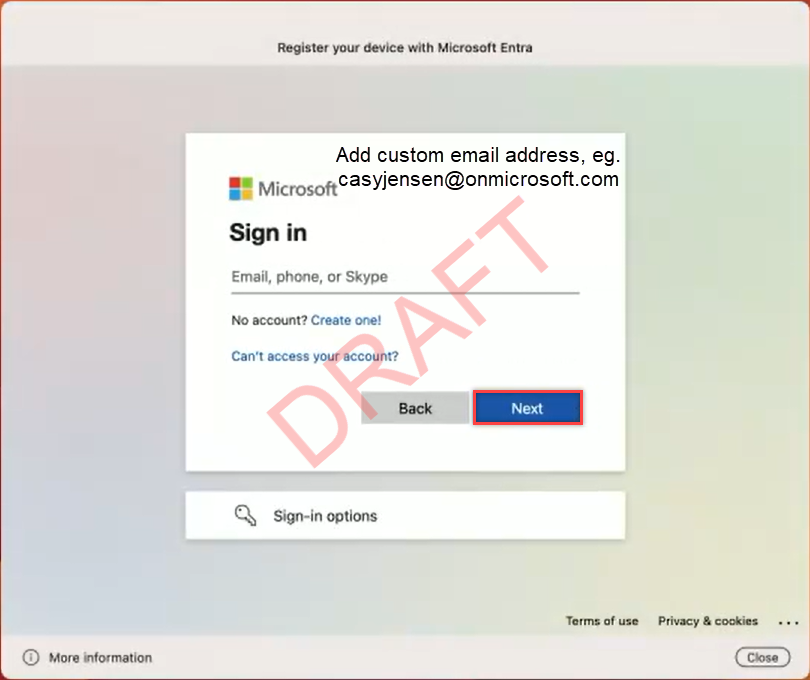 Register your device with Microsoft Entra
Add custom email address, eg.
casyjensen@onmicrosoft.com
Microsoft
Sign in
Email, phone, or Skype
No account? Create one!
Can't access your account?
DRAFT
Back
Next
Sign-in options
Terms of use Privacy & cookies ...
More information
Close